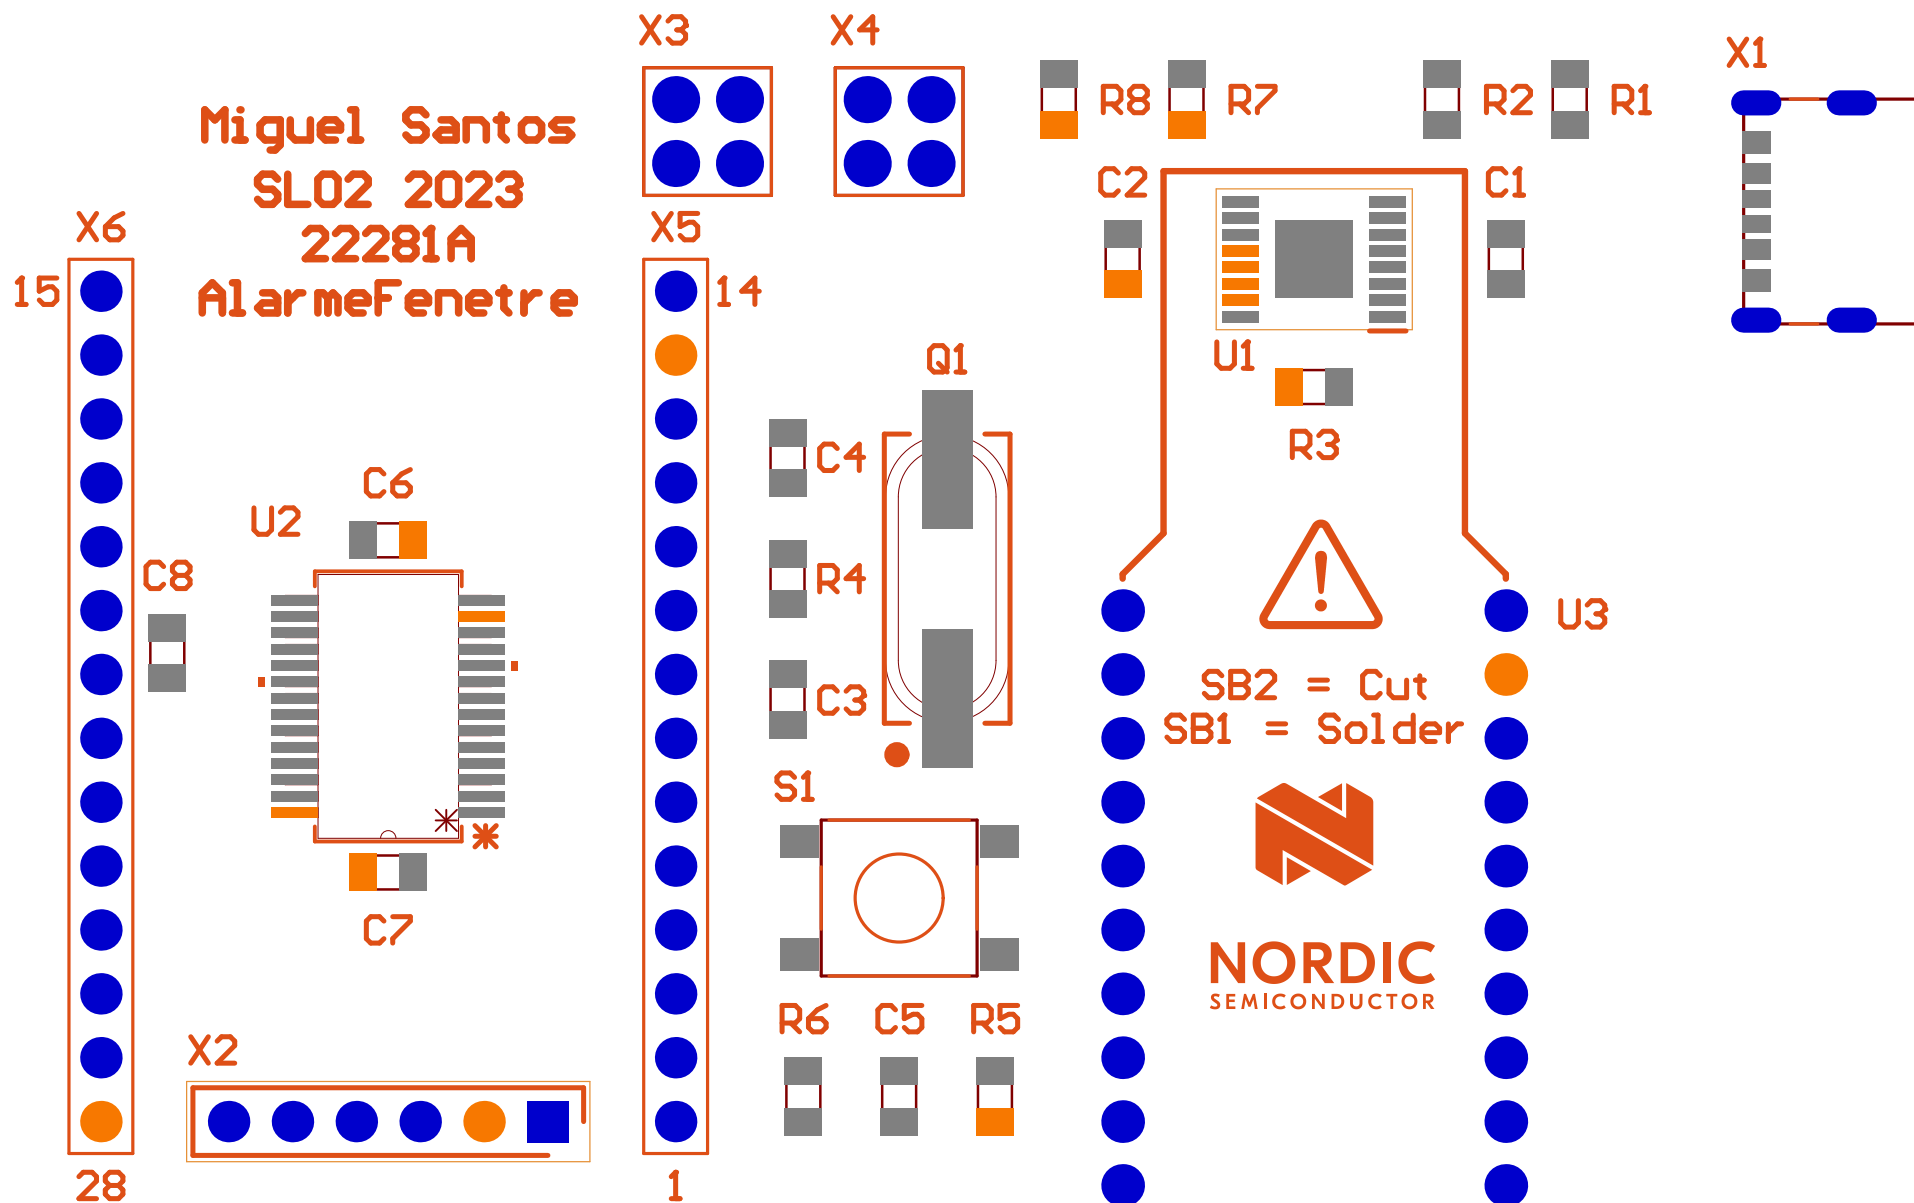 X3
X4
X1
R8
R7
R2
R1
Miguel Santos
SLO2 2023
22281A
AlarmeFenetre
C2
C1
X6
X5
15
14
U1
Q1
R3
C4
C6
U2
C8
R4
U3
SB2 = Cut
SB1 = Solder
C3
S1
C7
NORDIC
SEMICONDUCTOR
R6
C5
R5
X2
28
1